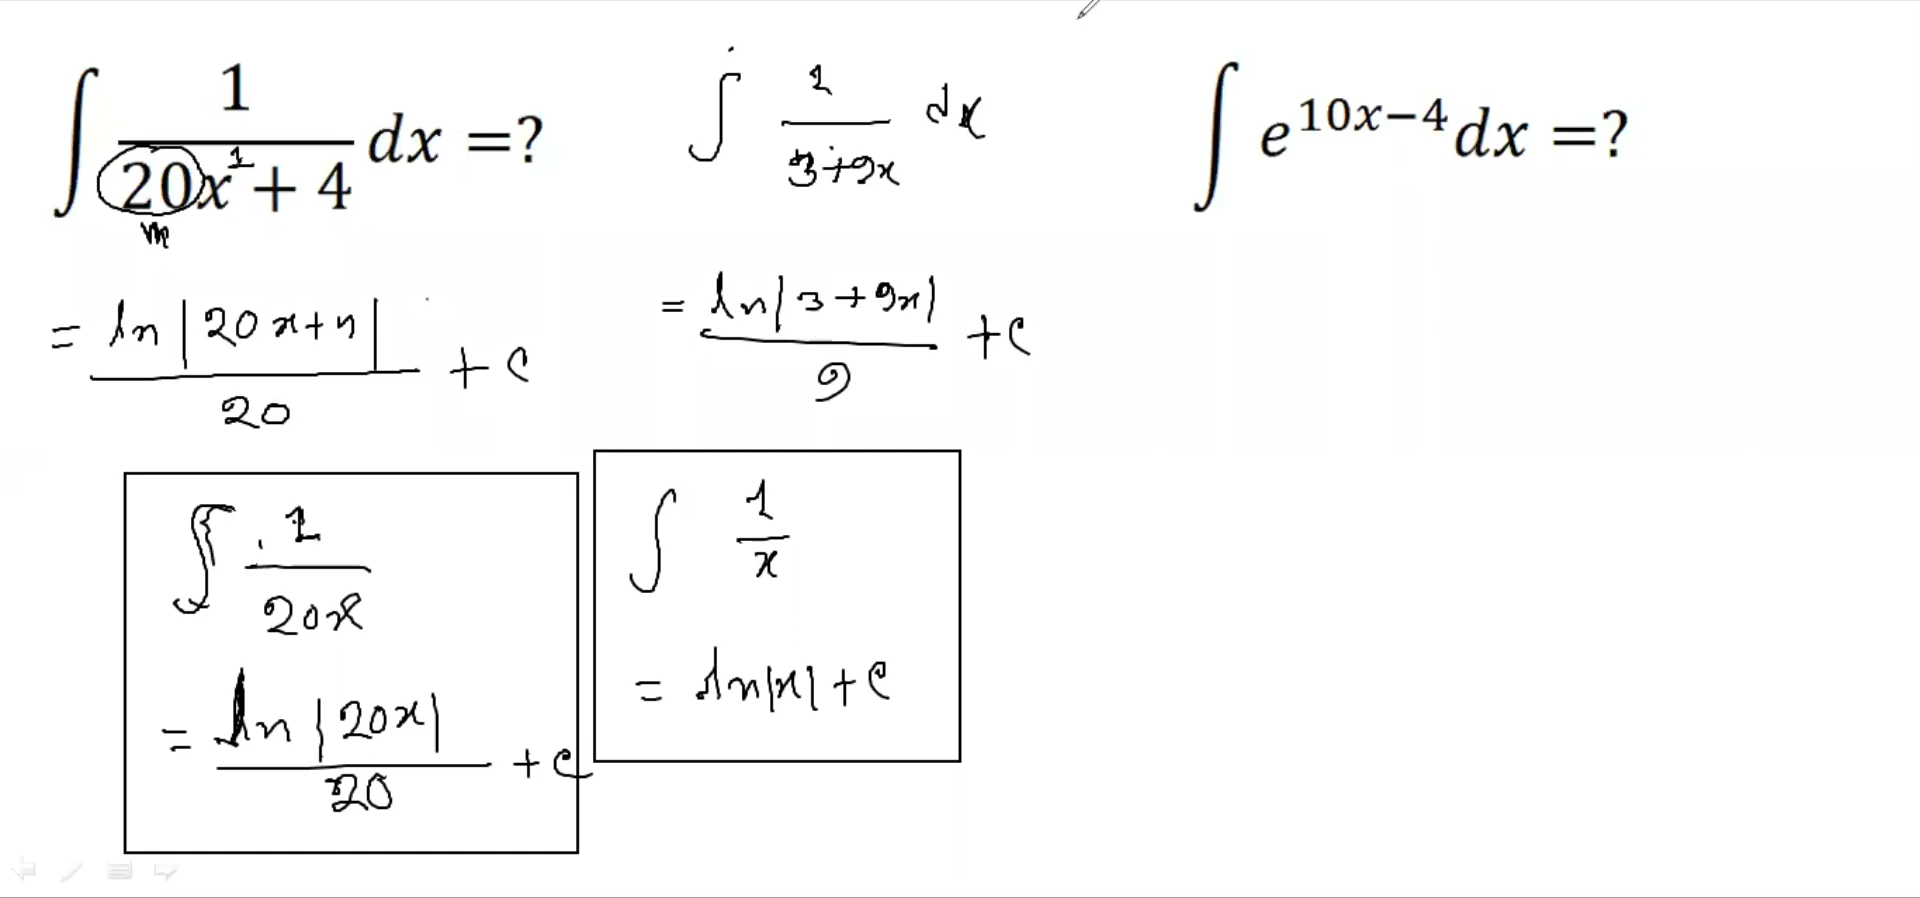 ∫ 1/(20x¹ + 4) dx =?
m
= ln|20x+4|/20 + c
∫ 1/20x
= ln|20x|/20 + c
∫ 1/(3+9x) dx
= ln|3+9x|/9 + c
∫ 1/x
= ln|x| + c
∫ e^(10x−4) dx =?